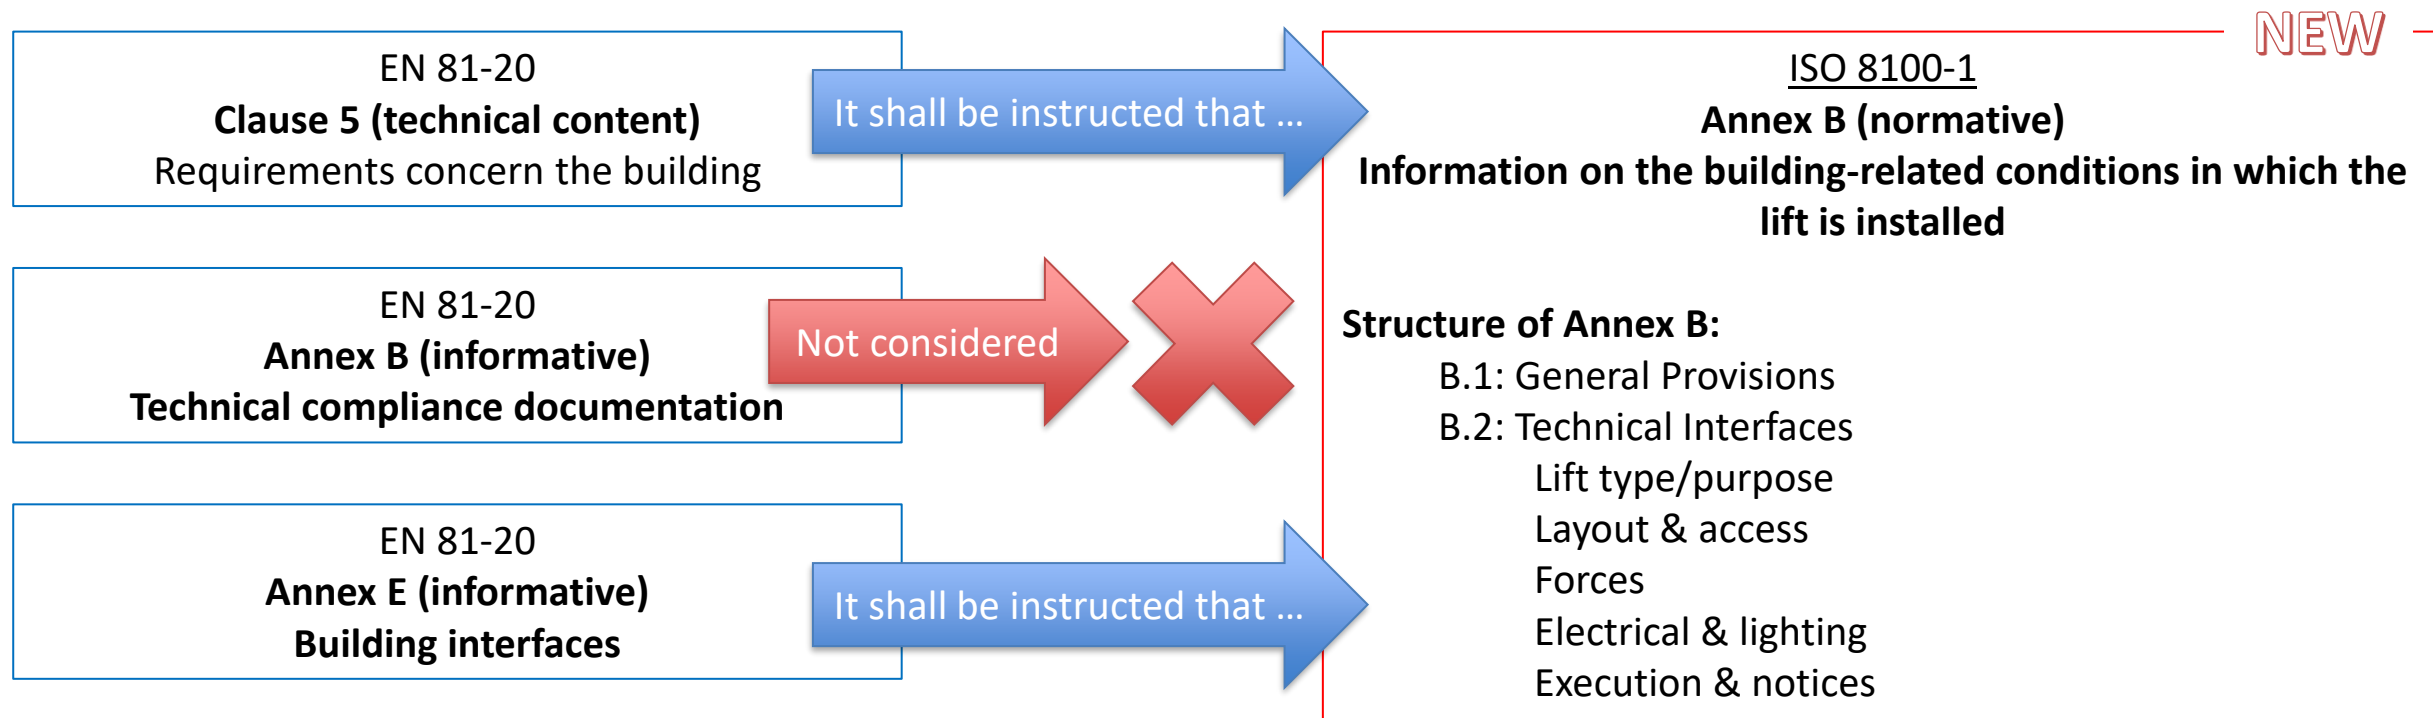 EN 81-20
Clause 5 (technical content)
Requirements concern the building
It shall be instructed that ...
EN 81-20
Annex B (informative)
Technical compliance documentation
Not considered
EN 81-20
Annex E (informative)
Building interfaces
It shall be instructed that ...
NEW
ISO 8100-1
Annex B (normative)
Information on the building-related conditions in which the
lift is installed
Structure of Annex B:
B.1: General Provisions
B.2: Technical Interfaces
Lift type/purpose
Layout & access
Forces
Electrical & lighting
Execution & notices